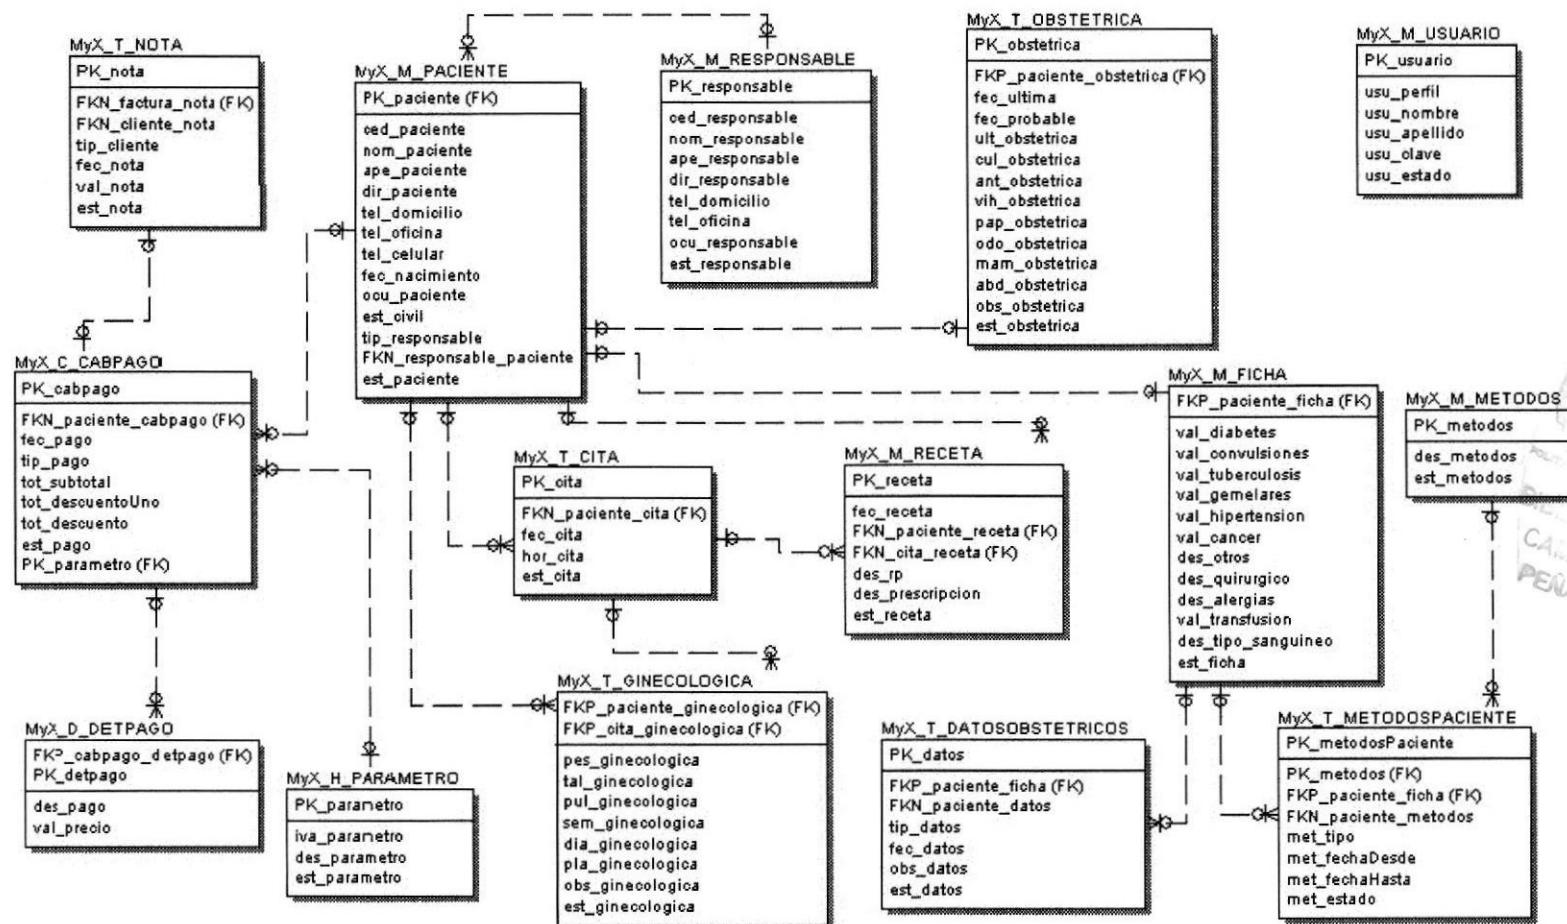 MyX_T_NOTA
PK_nota
FKN_factura_nota (FK)
FKN_cliente_nota
tip_cliente
fec_nota
val_nota
est_nota
MyX_M_PACIENTE
PK_paciente (FK)
ced_paciente
nom_paciente
ape_paciente
dir_paciente
tel_domicilio
tel_oficina
tel_celular
fec_nacimiento
ocu_paciente
est_civil
tip_responsable
FKN_responsable_paciente
est_paciente
MyX_M_RESPONSABLE
PK_responsable
ced_responsable
nom_responsable
ape_responsable
dir_responsable
tel_domicilio
tel_oficina
ocu_responsable
est_responsable
MyX_T_OBSTETRICA
PK_obstetrica
FKP_paciente_obstetrica (FK)
fec_ultima
fec_probable
ult_obstetrica
cul_obstetrica
ant_obstetrica
vih_obstetrica
pap_obstetrica
odo_obstetrica
mam_obstetrica
abd_obstetrica
obs_obstetrica
est_obstetrica
MyX_M_USUARIO
PK_usuario
usu_perfil
usu_nombre
usu_apellido
usu_clave
usu_estado
MyX_C_CABPAGO
PK_cabpago
FKN_paciente_cabpago (FK)
fec_pago
tip_pago
tot_subtotal
tot_descuentoUno
tot_descuento
est_pago
PK_parametro (FK)
MyX_T_CITA
PK_cita
FKN_paciente_cita (FK)
fec_cita
hor_cita
est_cita
MyX_M_RECETA
PK_receta
fec_receta
FKN_paciente_receta (FK)
FKN_cita_receta (FK)
des_rp
des_prescripcion
est_receta
MyX_M_FICHA
FKP_paciente_ficha (FK)
val_diabetes
val_convulsiones
val_tuberculosis
val_gemelares
val_hipertension
val_cancer
des_otros
des_quirurgico
des_alergias
val_transfusion
des_tipo_sanguineo
est_ficha
MyX_M_METODOS
PK_metodos
des_metodos
est_metodos
MyX_D_DETPAGO
FKP_cabpago_detpago (FK)
PK_detpago
des_pago
val_precio
MyX_H_PARAMETRO
PK_parametro
iva_parametro
des_parametro
est_parametro
MyX_T_GINECOLOGICA
FKP_paciente_ginecologica (FK)
FKP_cita_ginecologica (FK)
pes_ginecologica
tal_ginecologica
pul_ginecologica
sem_ginecologica
dia_ginecologica
pla_ginecologica
obs_ginecologica
est_ginecologica
MyX_T_DATOSOBSTETRICOS
PK_datos
FKP_paciente_ficha (FK)
FKN_paciente_datos
tip_datos
fec_datos
obs_datos
est_datos
MyX_T_METODOSPACIENTE
PK_metodosPaciente
PK_metodos (FK)
FKP_paciente_ficha (FK)
FKN_paciente_metodos
met_tipo
met_fechaDesde
met_fechaHasta
met_estado